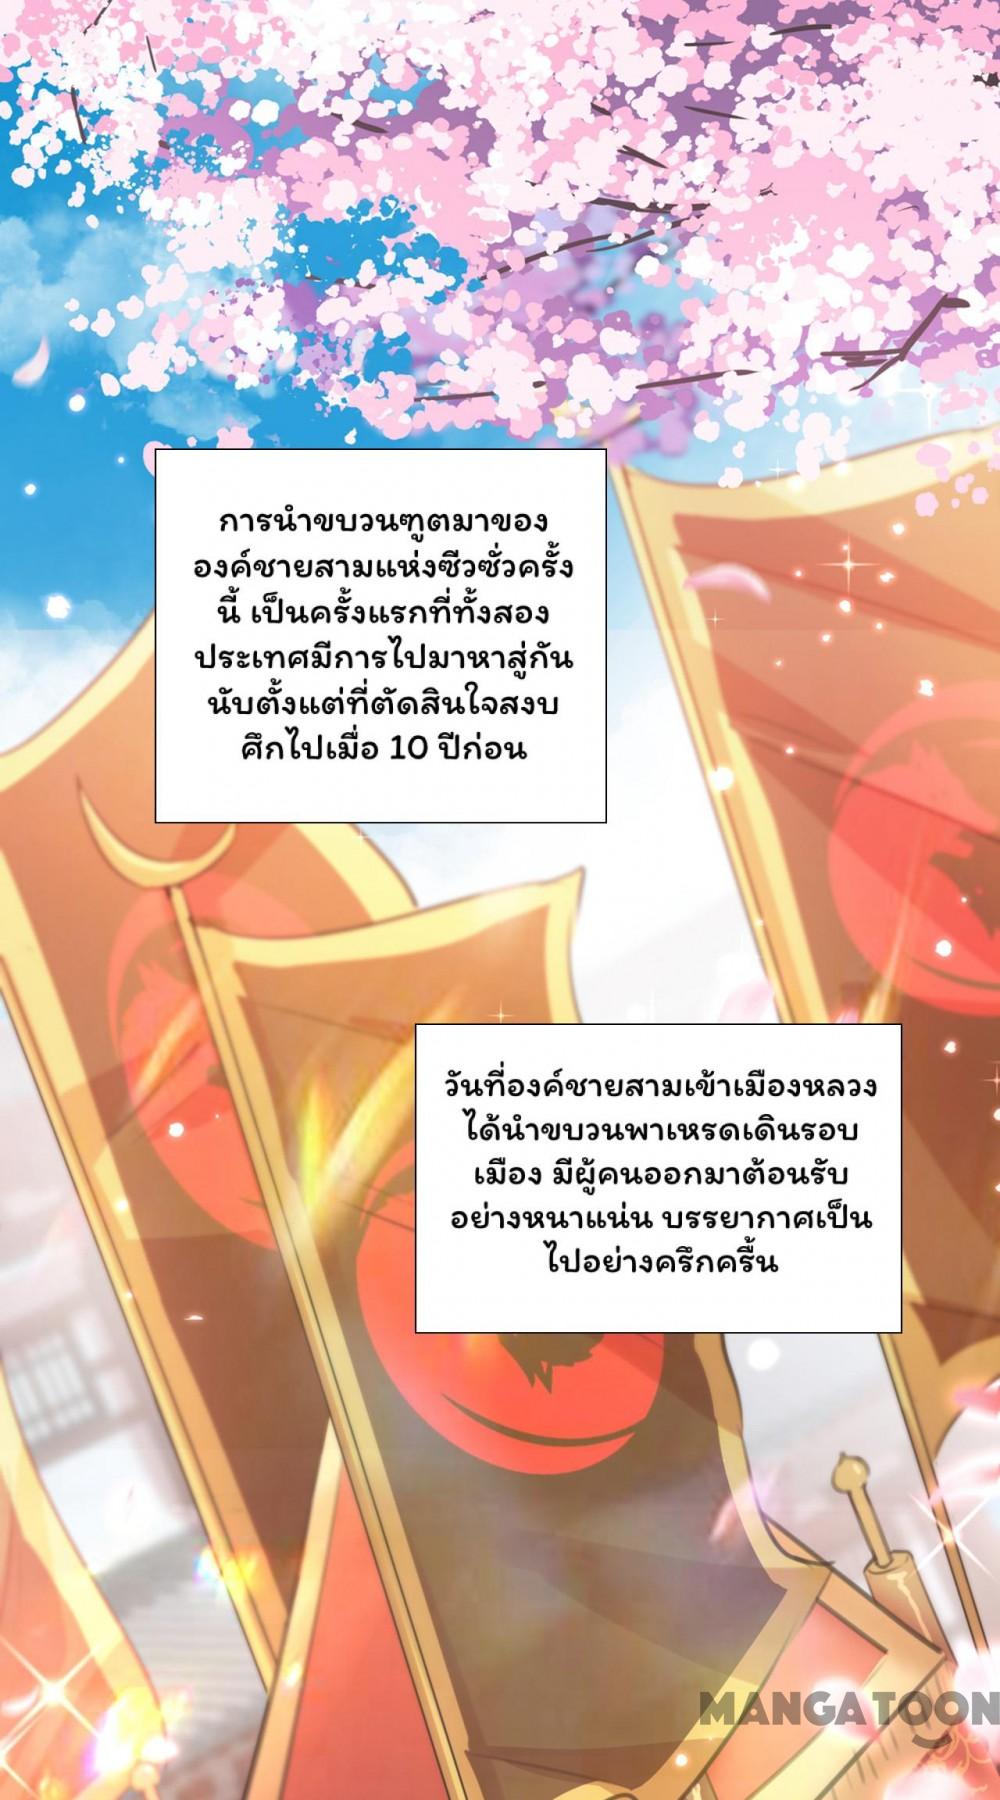 การนำขบวนฑูตมาของ
องค์ชายสามแห่งซีวซั่วครั้ง
นี้ เป็นครั้งแรกที่ทั้งสอง
ประเทศมีการไปมาหาสู่กัน
นับตั้งแต่ที่ตัดสินใจสงบ
ศึกไปเมื่อ 10 ปีก่อน
วันที่องค์ชายสามเข้าเมืองหลวง
ได้นำขบวนพาเหรดเดินรอบ
เมือง มีผู้คนออกมาต้อนรับ
อย่างหนาแน่น บรรยากาศเป็น
ไปอย่างครึกครื้น
MANGATOON